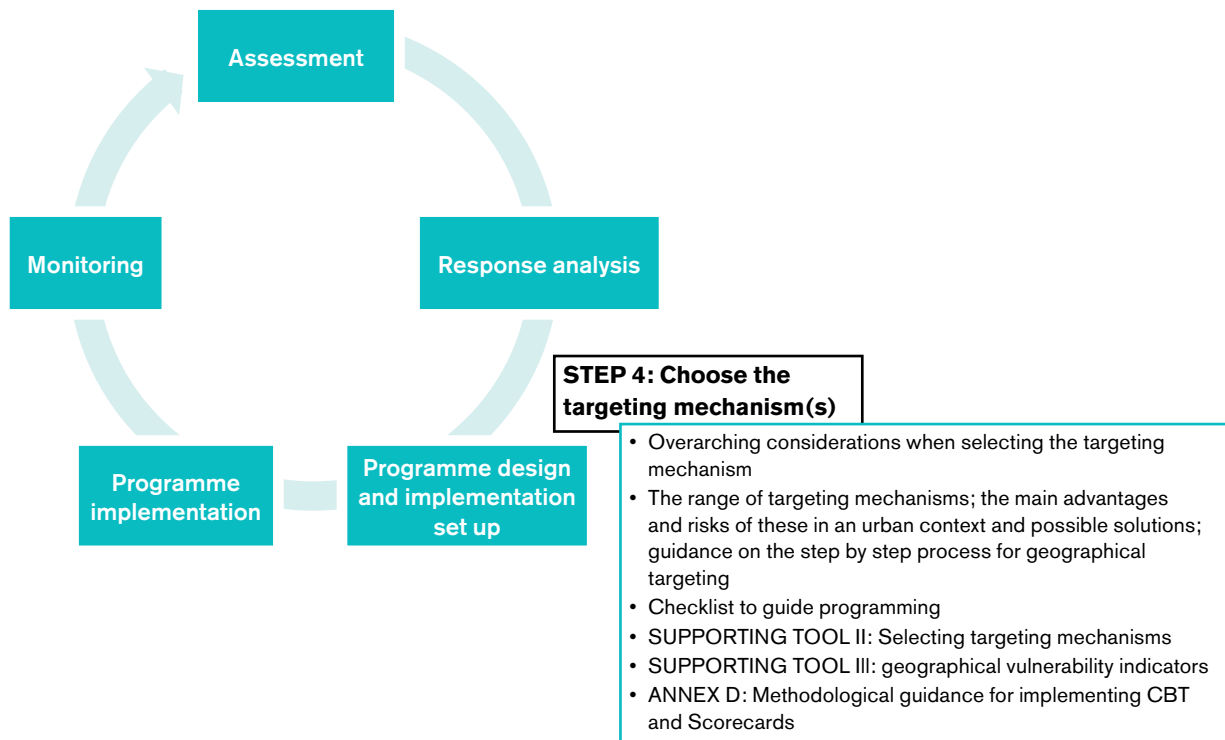 Assessment
Monitoring
Response analysis
STEP 4: Choose the
targeting mechanism(s)
Programme
implementation
Programme design
and implementation
set up
• Overarching considerations when selecting the targeting
mechanism
• The range of targeting mechanisms; the main advantages
and risks of these in an urban context and possible solutions;
guidance on the step by step process for geographical
targeting
• Checklist to guide programming
• SUPPORTING TOOL II: Selecting targeting mechanisms
• SUPPORTING TOOL III: geographical vulnerability indicators
• ANNEX D: Methodological guidance for implementing CBT
and Scorecards